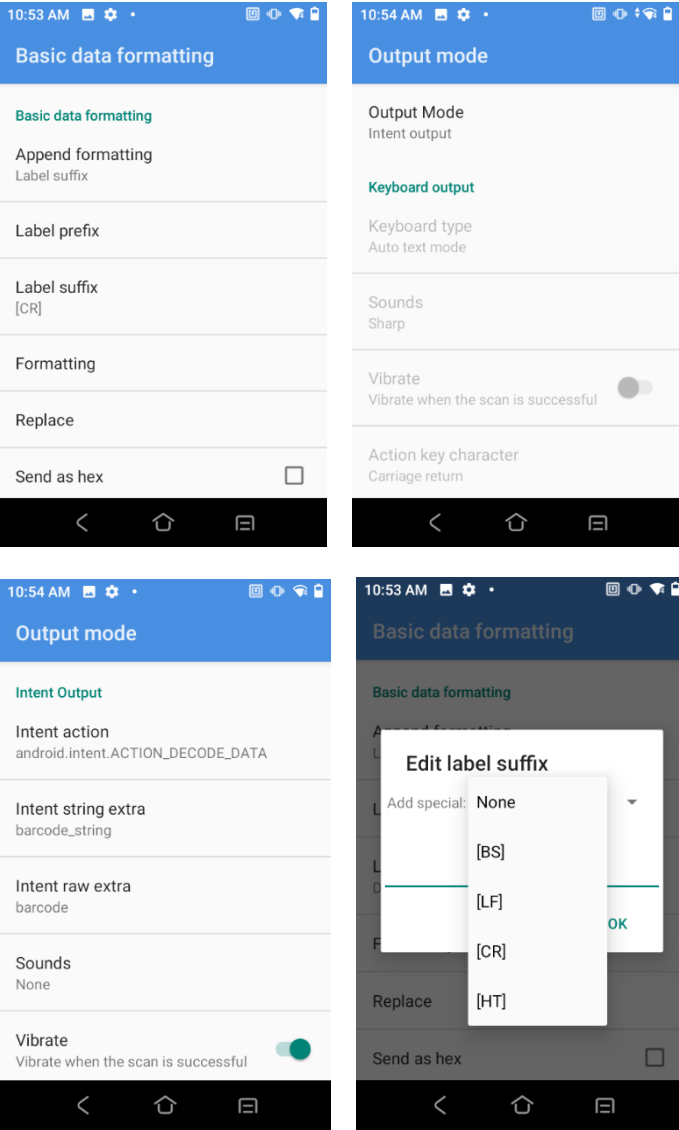 10:53 AM
Basic data formatting
Basic data formatting
Append formatting
Label suffix
Label prefix
Label suffix
[CR]
Formatting
Replace
Send as hex
10:54 AM
Output mode
Output Mode
Intent output
Keyboard output
Keyboard type
Auto text mode
Sounds
Sharp
Vibrate
Vibrate when the scan is successful
Action key character
Carriage return
10:54 AM
Output mode
Intent Output
Intent action
android.intent.ACTION_DECODE_DATA
Intent string extra
barcode_string
Intent raw extra
barcode
Sounds
None
Vibrate
Vibrate when the scan is successful
10:53 AM
Basic data formatting
Basic data formatting
Edit label suffix
Add special: None
[BS]
[LF]
OK
[CR]
Replace
[HT]
Send as hex